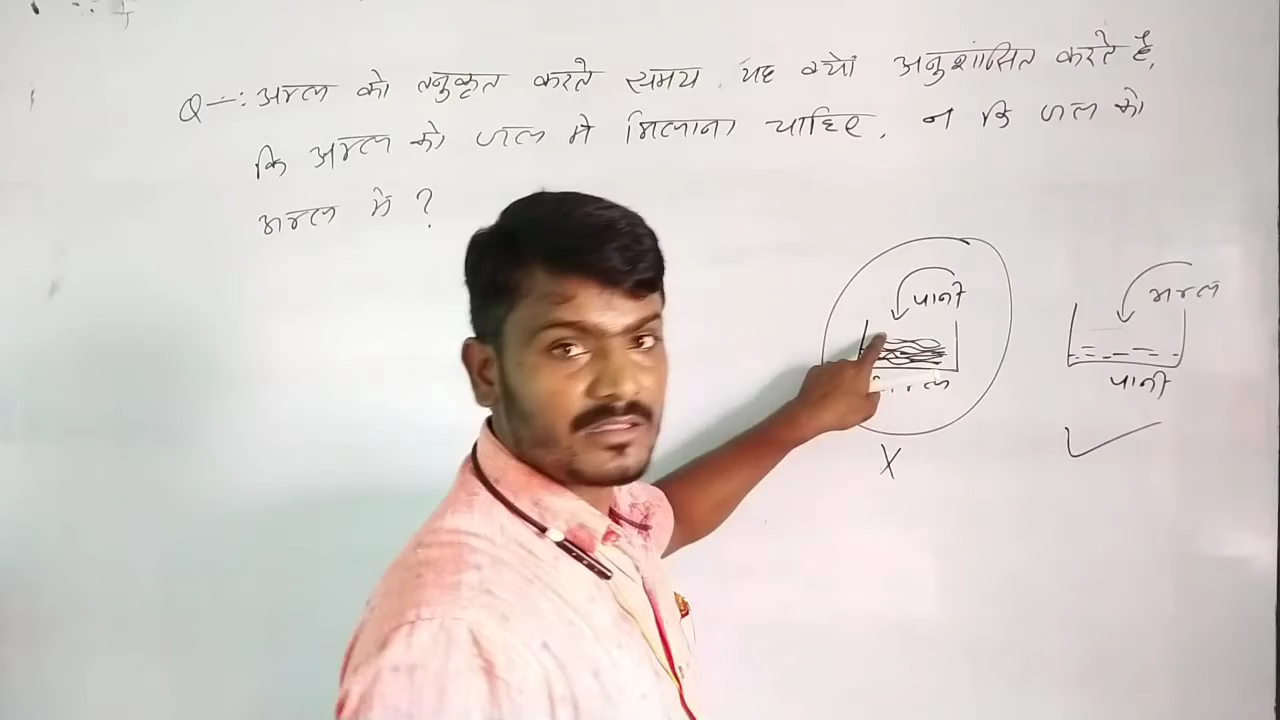 Q-: अम्ल को तनुकृत करते समय यह क्यों अनुशांसित करते है,
कि अम्ल को जल मे मिलाना चाहिए, न कि जल को
अम्ल में ?
पानी
अम्ल
अम्ल
पानी
X